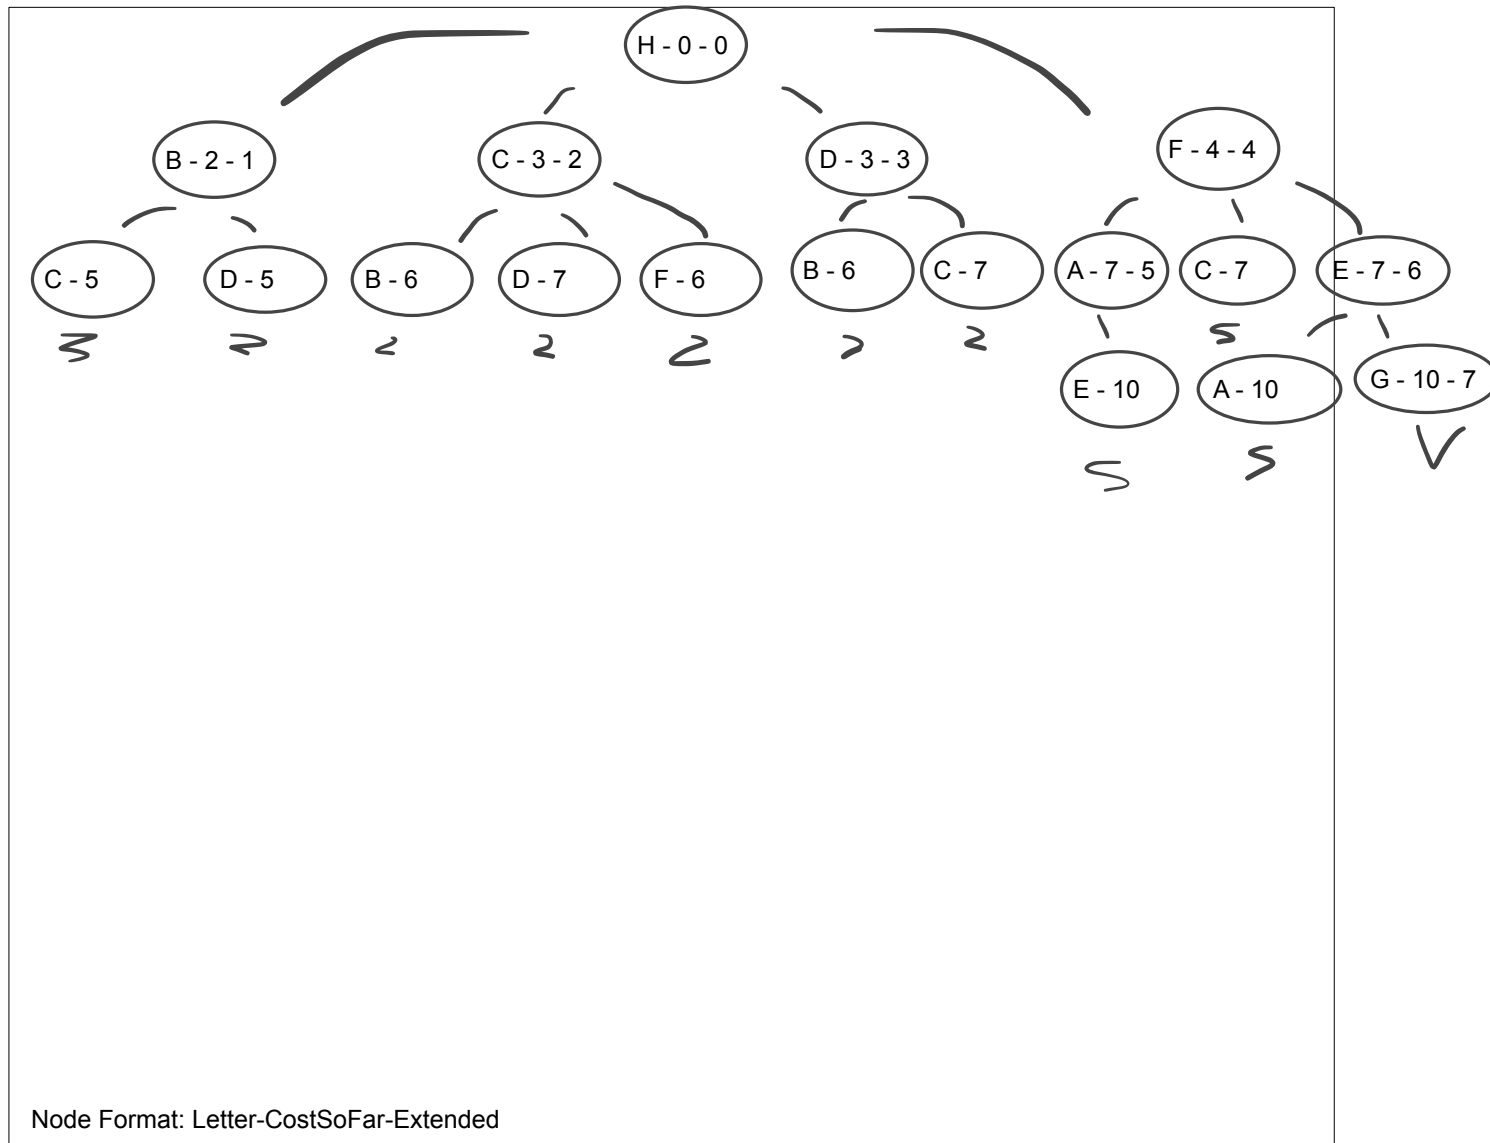 H - 0 - 0
B - 2 - 1
C - 3 - 2
D - 3 - 3
F - 4 - 4
C - 5
D - 5
B - 6
D - 7
F - 6
B - 6
C - 7
A - 7 - 5
C - 7
E - 7 - 6
E - 10
A - 10
G - 10 - 7
Node Format: Letter-CostSoFar-Extended